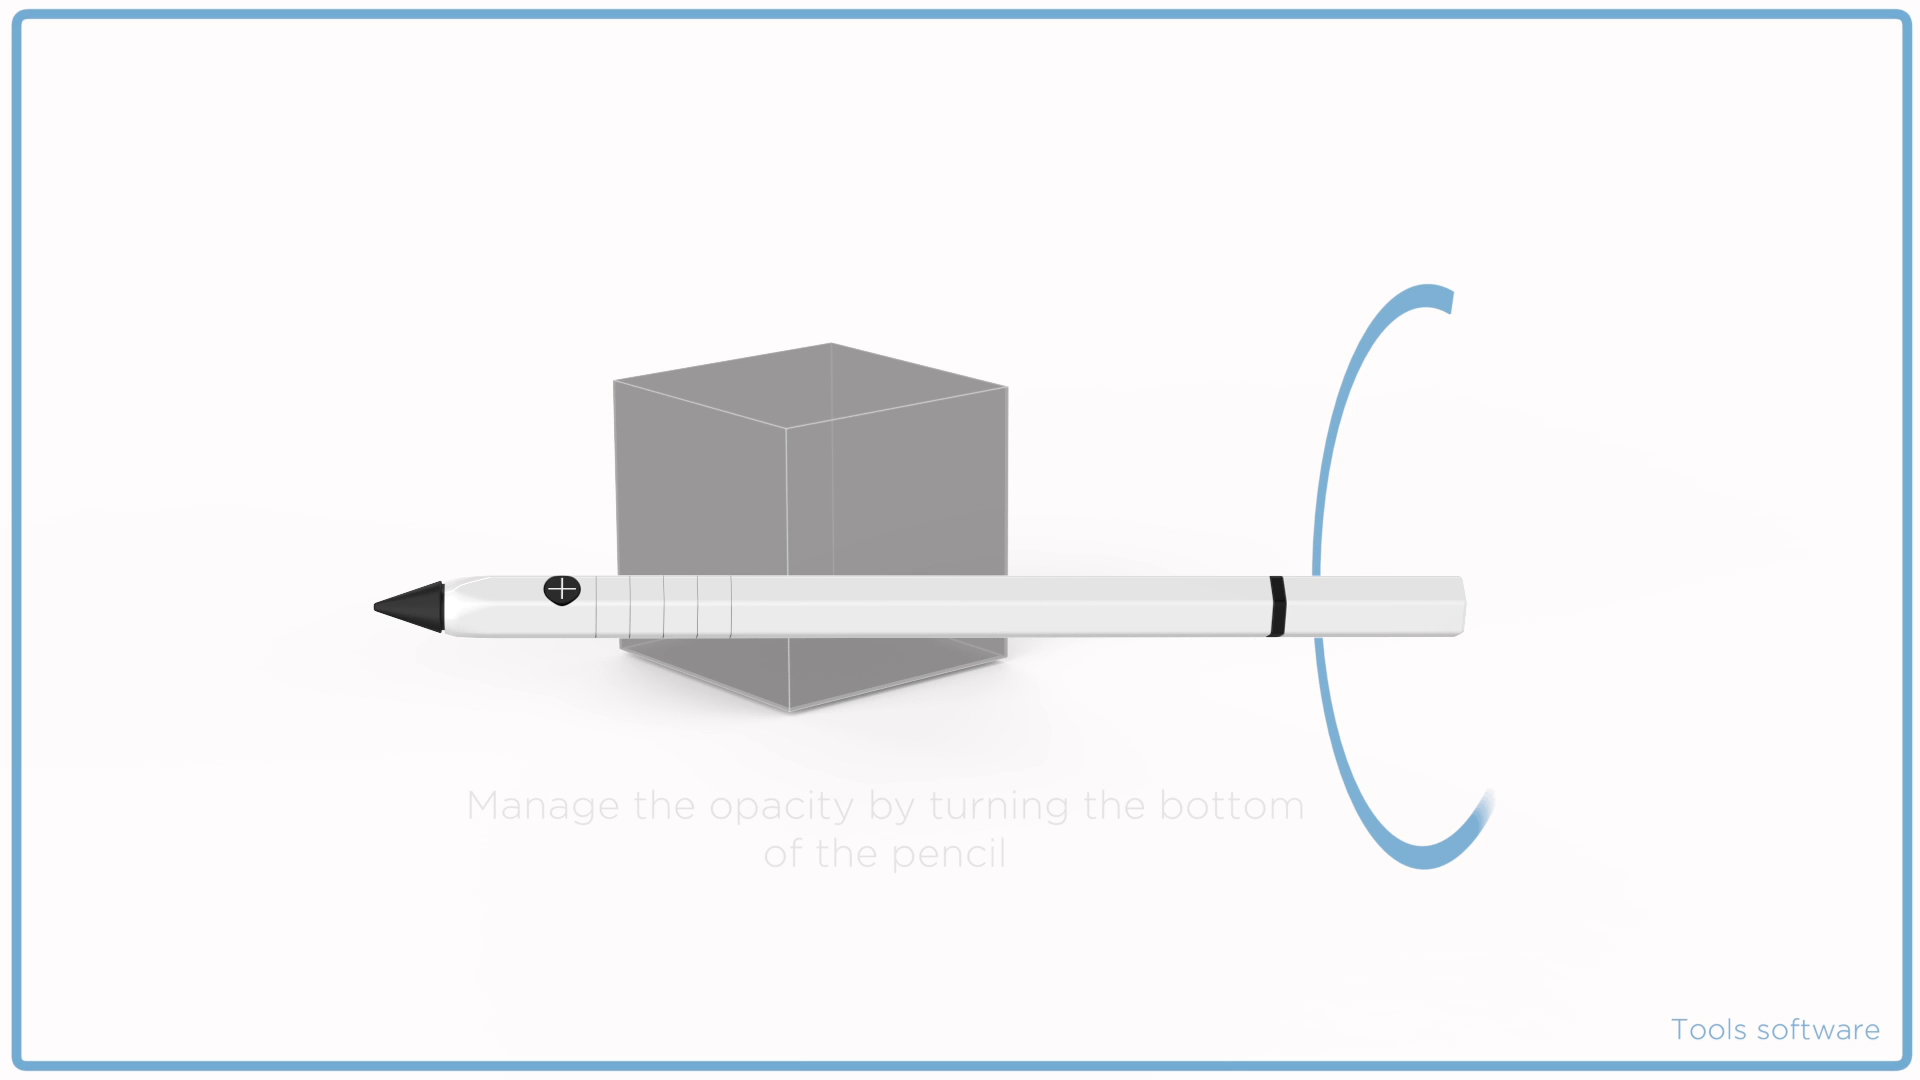 Manage the opacity by turning the bottom
of the pencil
Tools software